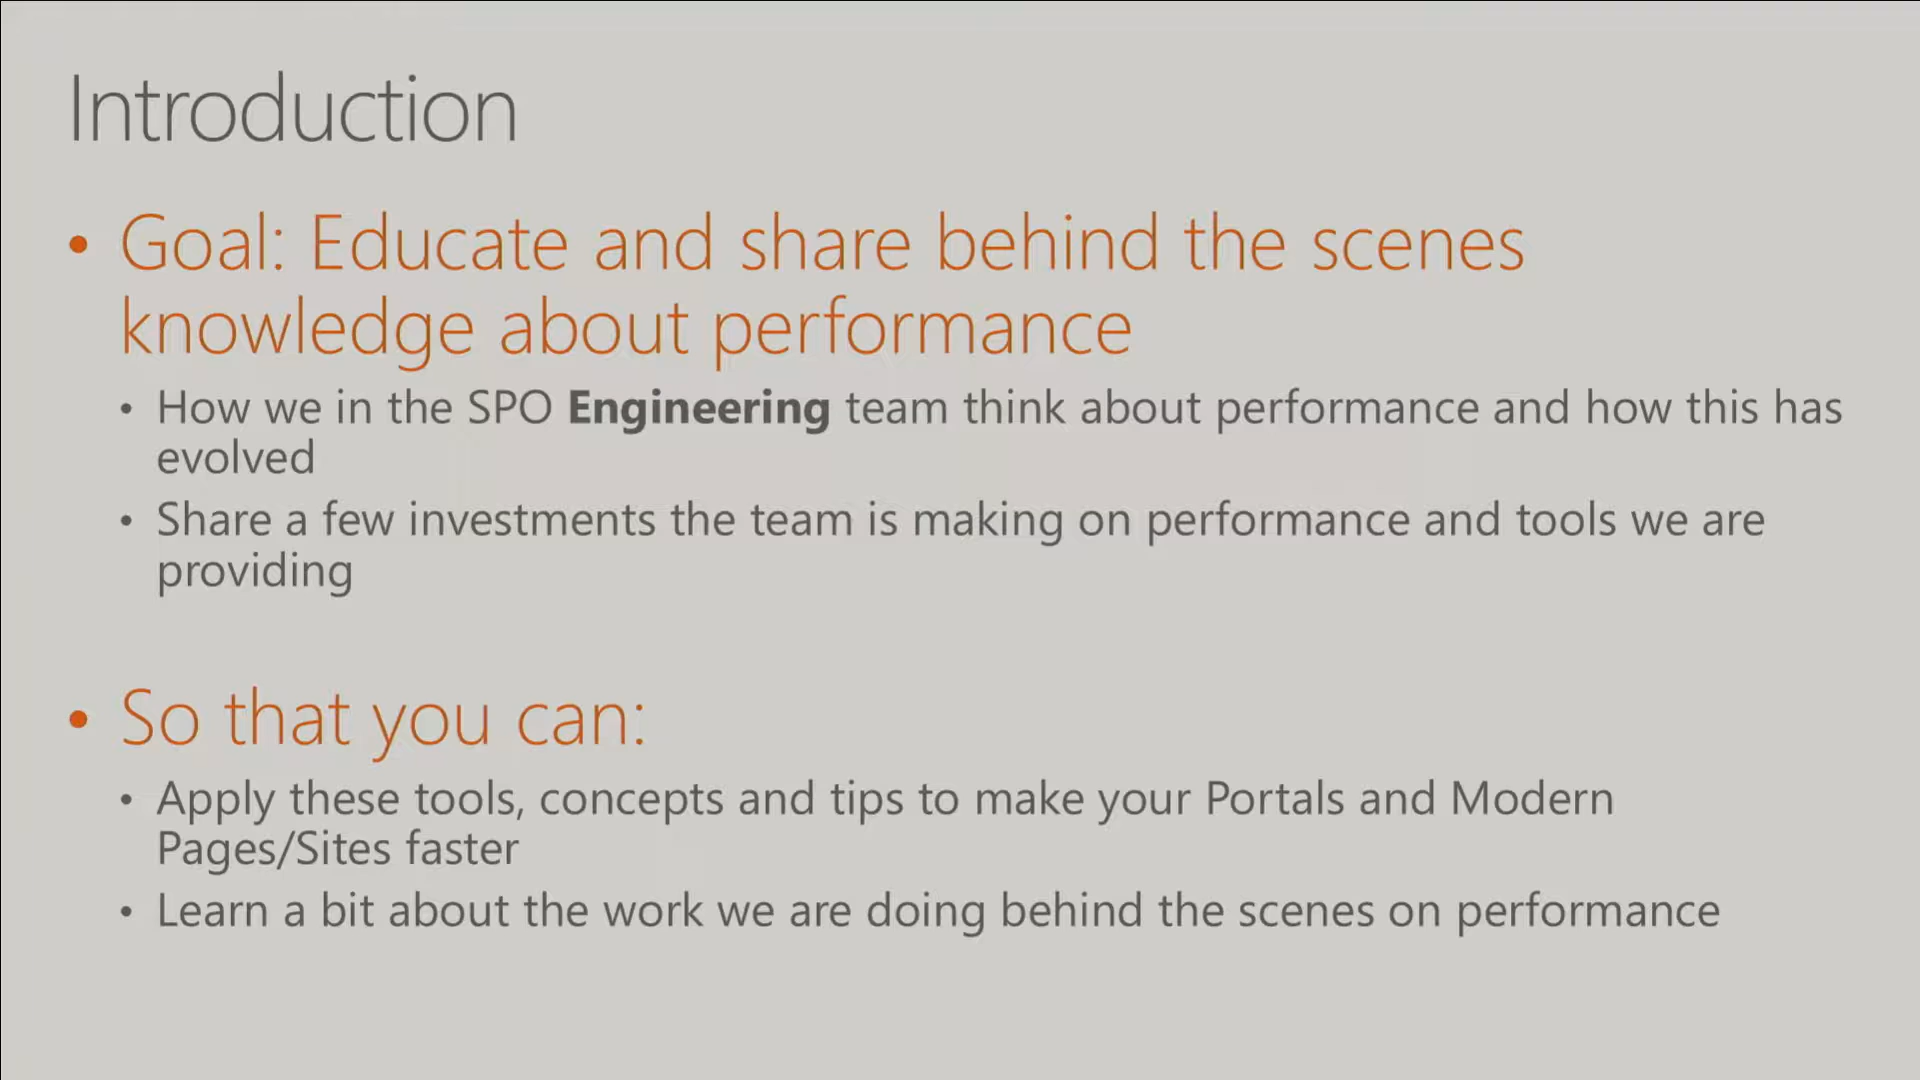 Introduction
• Goal: Educate and share behind the scenes
knowledge about performance
• How we in the SPO Engineering team think about performance and how this has
evolved
• Share a few investments the team is making on performance and tools we are
providing
• So that you can:
• Apply these tools, concepts and tips to make your Portals and Modern
Pages/Sites faster
• Learn a bit about the work we are doing behind the scenes on performance